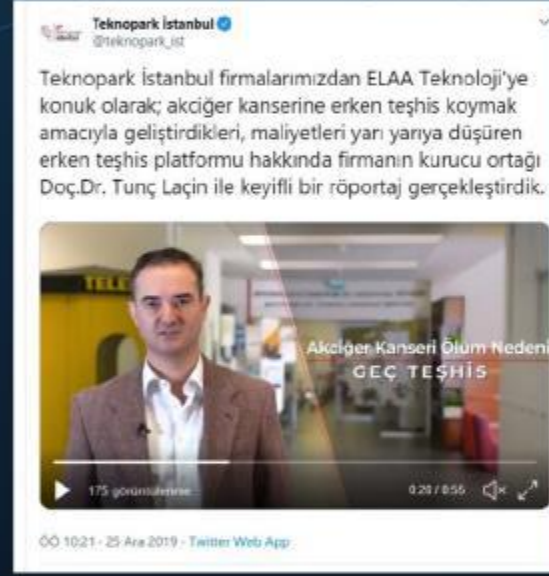 Teknopark İstanbul
@teknopark_ist
Teknopark İstanbul firmalarımızdan ELAA Teknoloji'ye
konuk olarak; akciğer kanserine erken teşhis koymak
amacıyla geliştirdikleri, maliyetleri yarı yarıya düşüren
erken teşhis platformu hakkında firmanın kurucu ortağı
Doç.Dr. Tunç Laçin ile keyifli bir röportaj gerçekleştirdik.
TELE
Akciğer Kanseri Ölüm Nedeni
GEÇ TEŞHİS
175 görüntülenme
0:20 / 0:55
ÖÖ 10:21 - 25 Ara 2019 - Twitter Web App